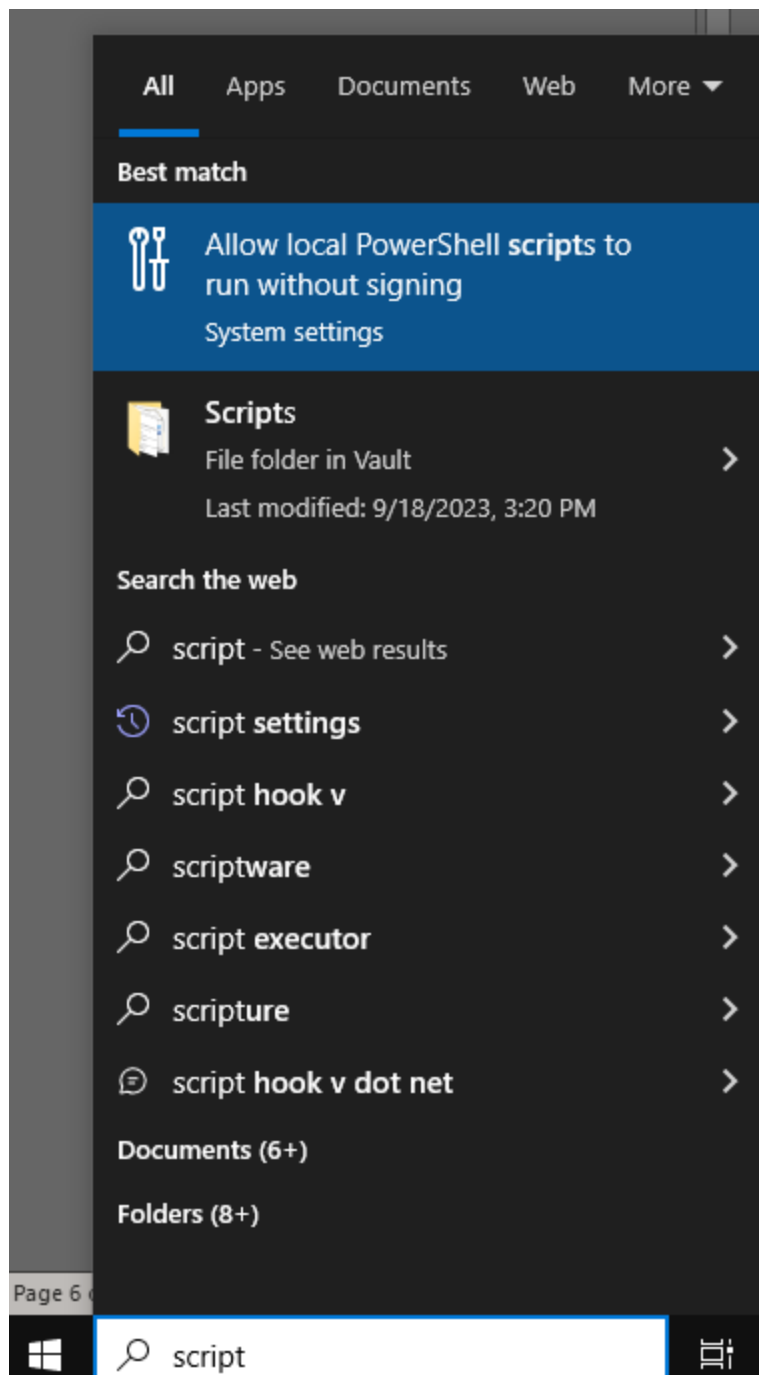 All Apps Documents Web More
Best match
Allow local PowerShell scripts to
run without signing
System settings
Scripts
File folder in Vault
Last modified: 9/18/2023, 3:20 PM
Search the web
script - See web results
script settings
script hook v
scriptware
script executor
scripture
script hook v dot net
Documents (6+)
Folders (8+)
Page 6
script